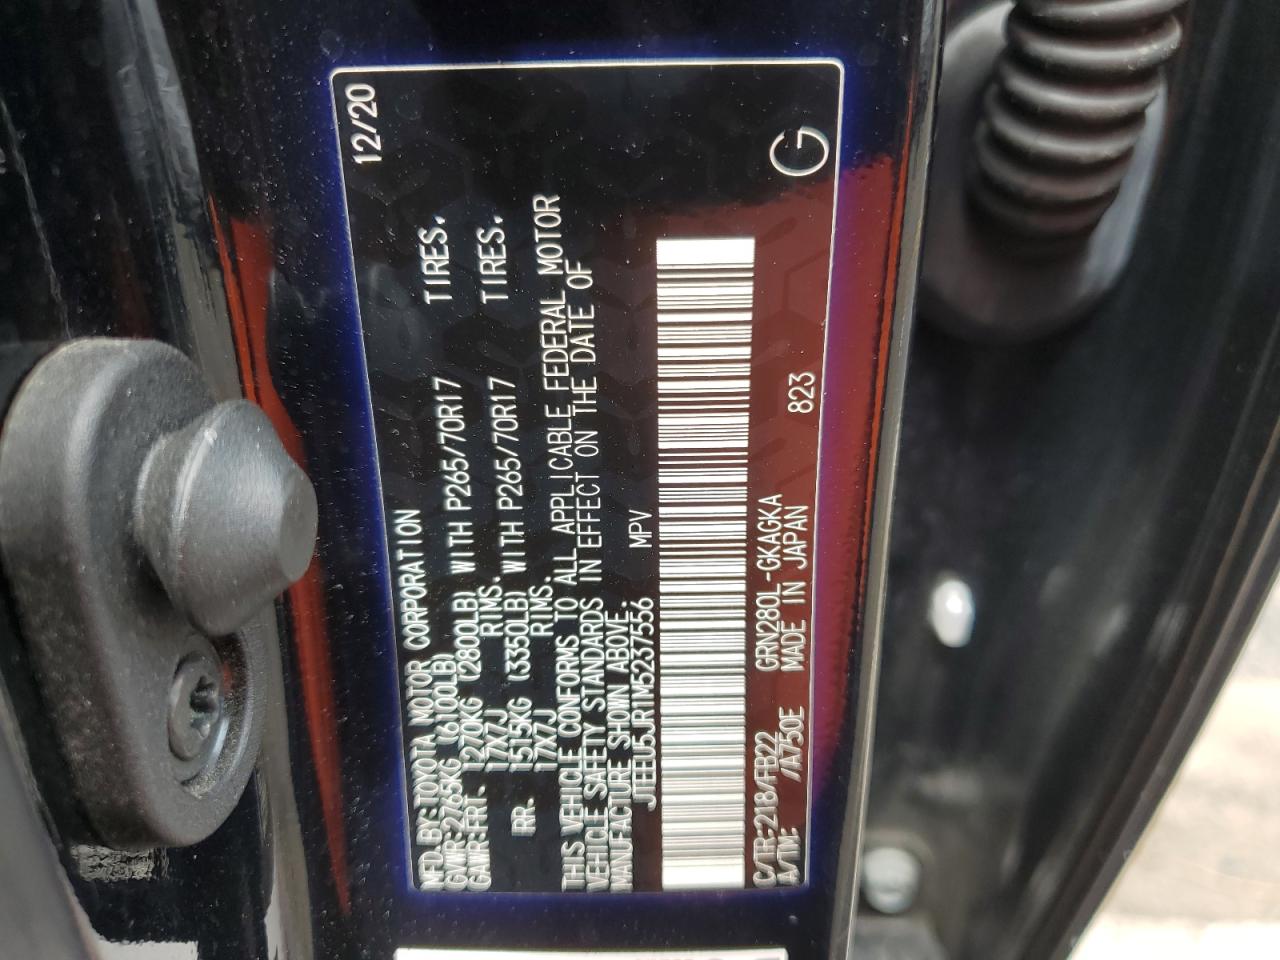 MFD. BY: TOYOTA MOTOR CORPORATION 12/20
GVWR: 2765KG (6100LB)
GAWR: FRT. 1270KG (2800LB) WITH P265/70R17 TIRES.
17X7J RIMS.
RR. 1515KG (3350LB) WITH P265/70R17 TIRES.
17X7J RIMS.
THIS VEHICLE CONFORMS TO ALL APPLICABLE FEDERAL MOTOR
VEHICLE SAFETY STANDARDS IN EFFECT ON THE DATE OF
MANUFACTURE SHOWN ABOVE.
JTEEU5JR1M5237556 MPV
C/TR: 218/FB22 GRN280L-GKAGKA
A/TM: /A750E MADE IN JAPAN 823
G